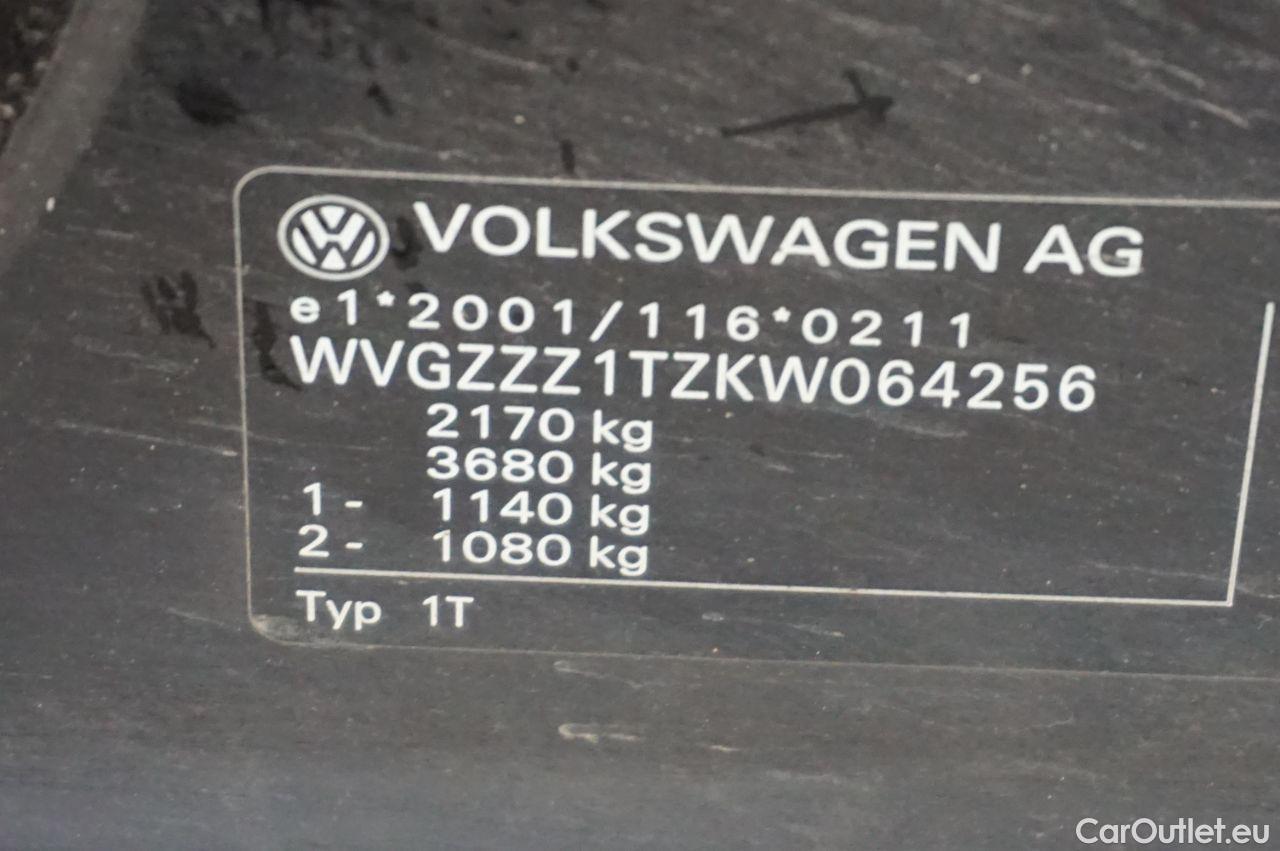 VOLKSWAGEN AG
e1*2001/116*0211
WVGZZZ1TZKW064256
2170 kg
3680 kg
1- 1140 kg
2- 1080 kg
Typ 1T
CarOutlet.eu